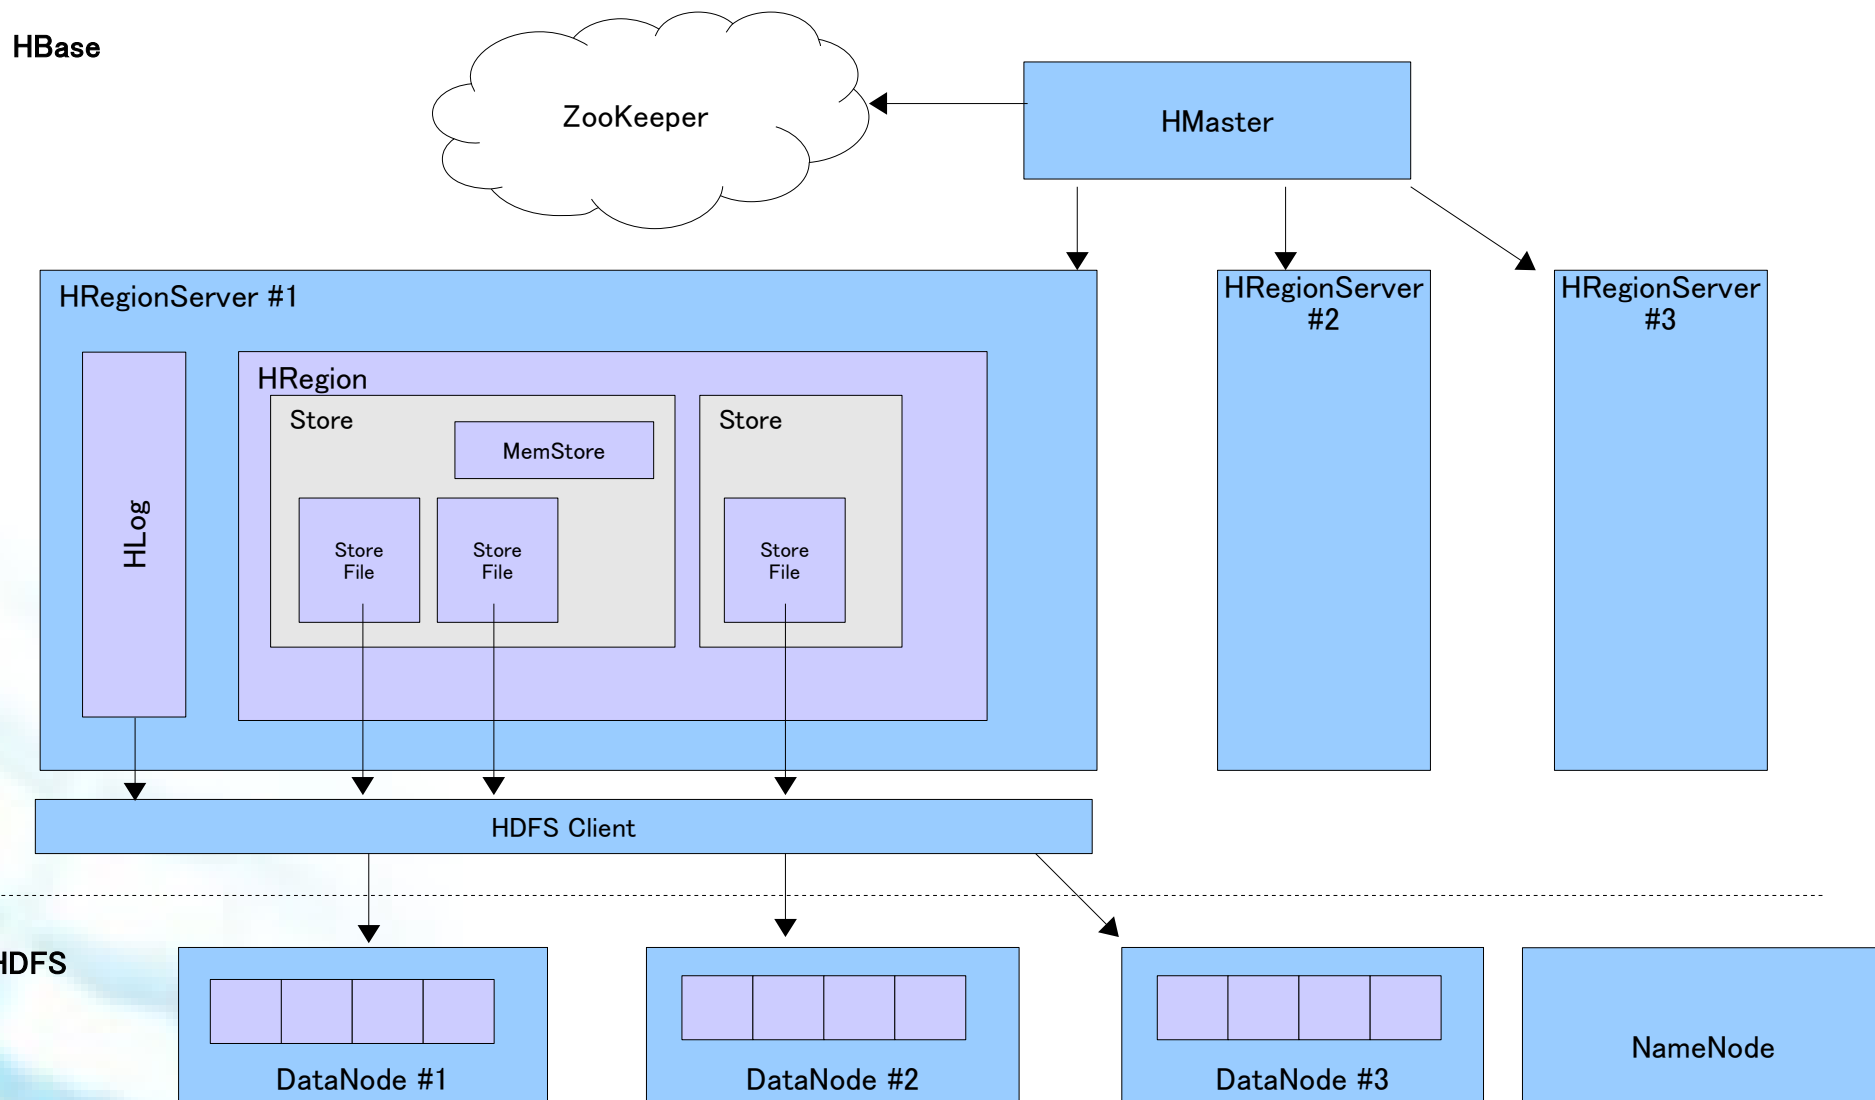 HBase
ZooKeeper
HMaster
HRegionServer #1
HRegionServer
#2
HRegionServer
#3
HLog
HRegion
Store
MemStore
Store
File
Store
File
Store
Store
File
HDFS Client
HDFS
DataNode #1
DataNode #2
DataNode #3
NameNode